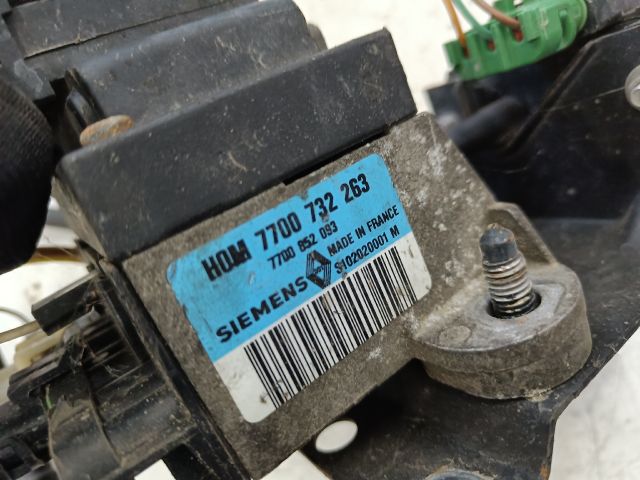 HOM 7700 732 263
7700 852 093
SIEMENS MADE IN FRANCE
S102020001 M